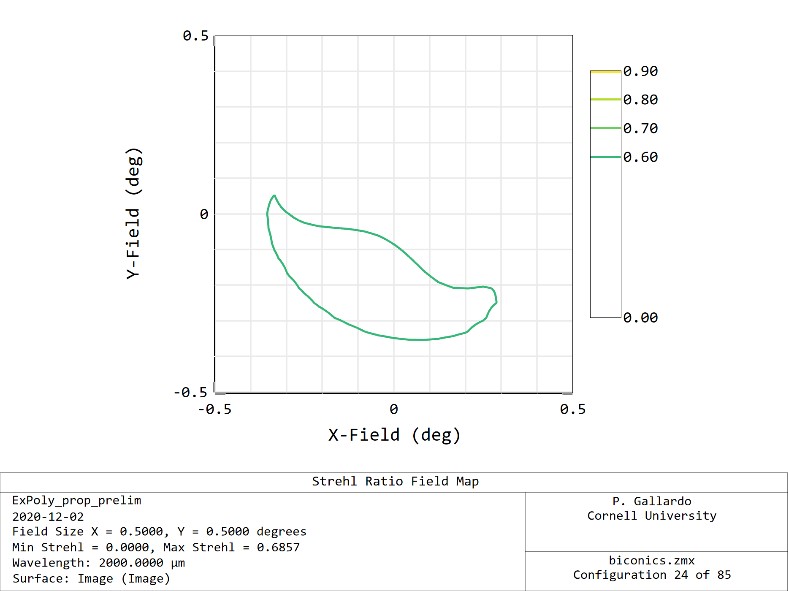 0.5
0
-0.5
Y-Field (deg)
-0.5
0
0.5
X-Field (deg)
0.90
0.80
0.70
0.60
0.00
Strehl Ratio Field Map
ExPoly_prop_prelim
2020-12-02
Field Size X = 0.5000, Y = 0.5000 degrees
Min Strehl = 0.0000, Max Strehl = 0.6857
Wavelength: 2000.0000 µm
Surface: Image (Image)
P. Gallardo
Cornell University
biconics.zmx
Configuration 24 of 85